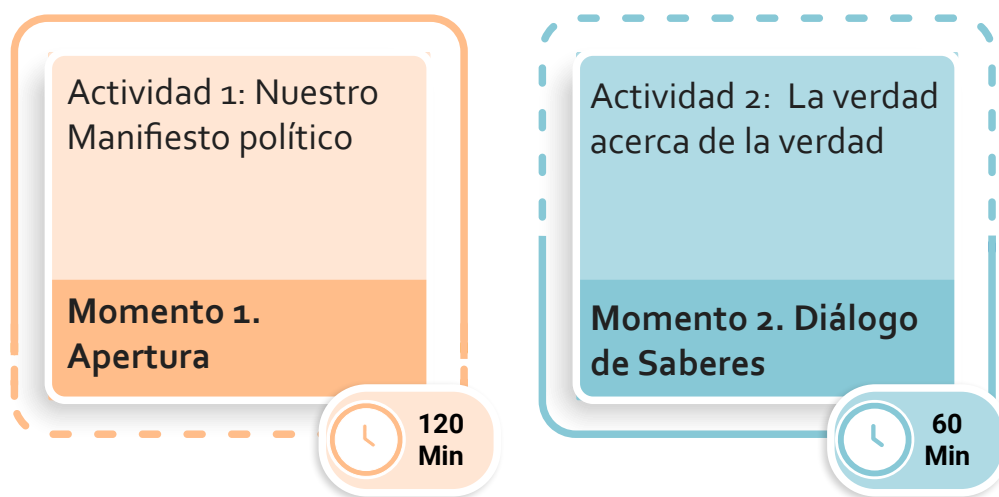 Actividad 1: Nuestro
Manifiesto político
Momento 1.
Apertura
120
Min
Actividad 2:  La verdad
acerca de la verdad
Momento 2. Diálogo
de Saberes
60
Min